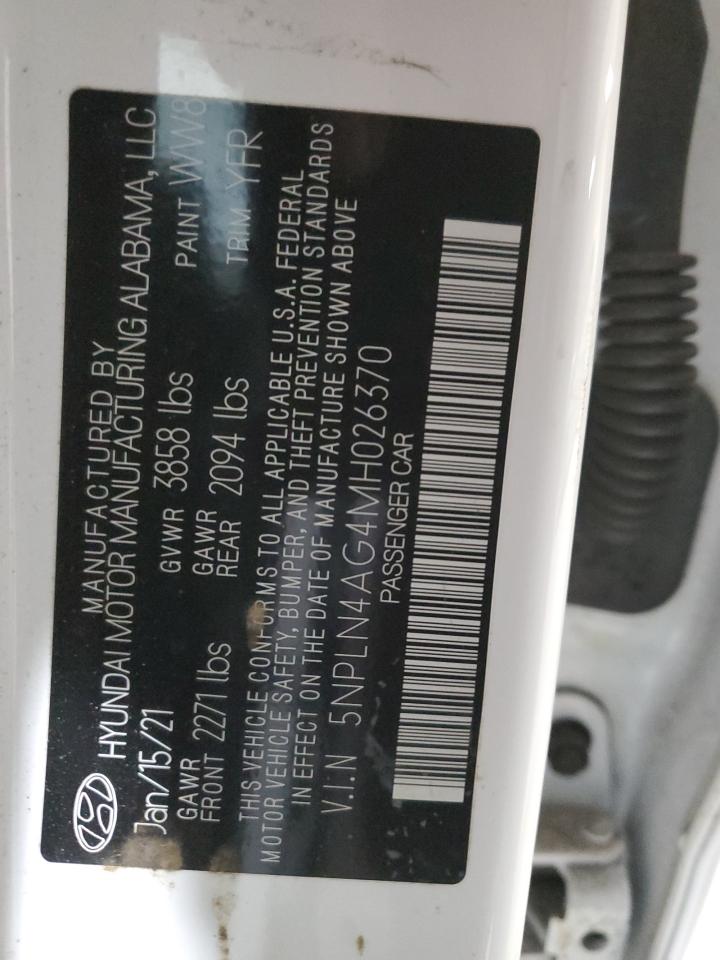 MANUFACTURED BY
HYUNDAI MOTOR MANUFACTURING ALABAMA, LLC
Jan/15/21 GVWR 3858 lbs PAINT WW8
GAWR FRONT 2271 lbs GAWR REAR 2094 lbs TRIM YFR
THIS VEHICLE CONFORMS TO ALL APPLICABLE U.S.A. FEDERAL
MOTOR VEHICLE SAFETY, BUMPER, AND THEFT PREVENTION STANDARDS
IN EFFECT ON THE DATE OF MANUFACTURE SHOWN ABOVE
V.I.N 5NPLN4AG4MH026370
PASSENGER CAR